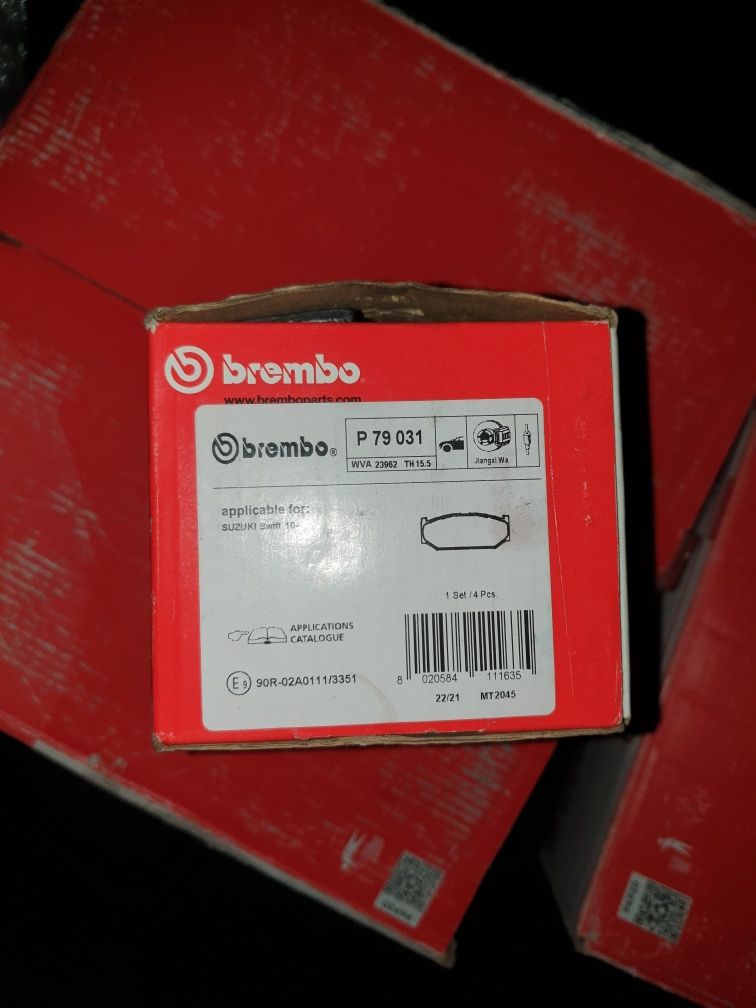 brembo
www.bremboparts.com
brembo®
P 79 031
WVA 23962 TH 15.5
Jiangxi Wa
applicable for:
SUZUKI Swift 10-
1 Set / 4 Pcs.
APPLICATIONS
CATALOGUE
E9 90R-02A0111/3351
8 020584 111635
22/21 MT2045